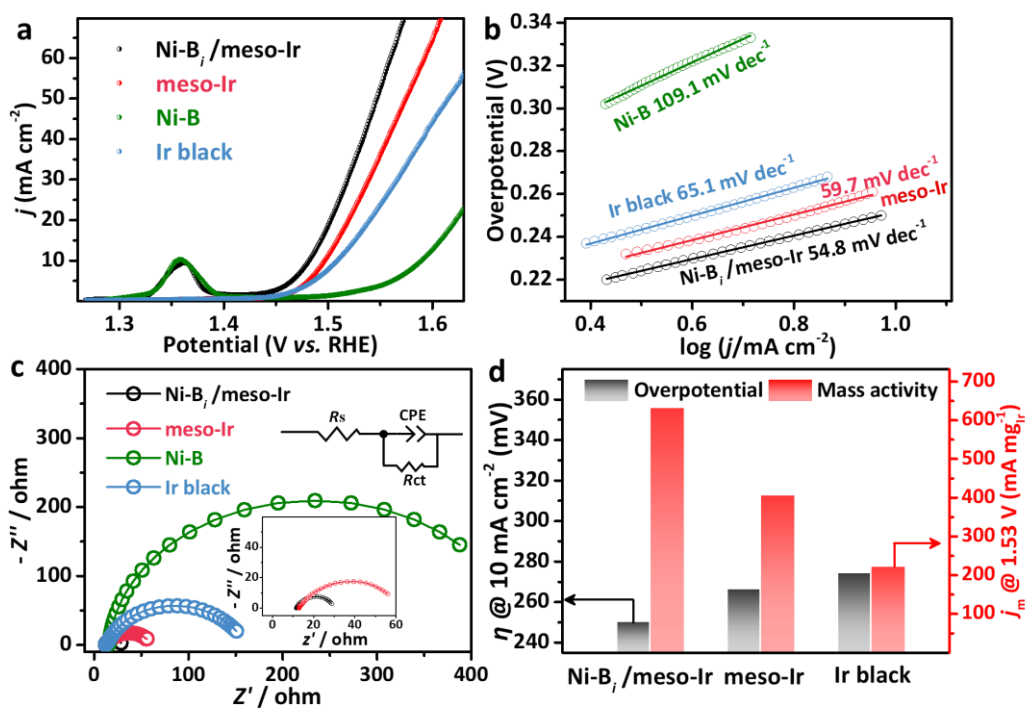 a
Ni-Bi /meso-Ir
meso-Ir
Ni-B
Ir black
j (mA cm-2)
70
60
50
40
30
20
10
1.3
1.4
1.5
1.6
Potential (V vs. RHE)
b
Overpotential (V)
0.34
0.32
0.30
0.28
0.26
0.24
0.22
Ni-B 109.1 mV dec-1
Ir black 65.1 mV dec-1
59.7 mV dec-1
meso-Ir
Ni-Bi /meso-Ir 54.8 mV dec-1
0.4
0.6
0.8
1.0
log (j/mA cm-2)
c
Ni-Bi /meso-Ir
meso-Ir
Ni-B
Ir black
Rs
CPE
Rct
- Z'' / ohm
400
300
200
100
0
- Z'' / ohm
40
20
0
0
20
40
60
z' / ohm
0
100
200
300
400
Z' / ohm
d
Overpotential
Mass activity
η @ 10 mA cm-2 (mV)
360
340
320
300
280
260
240
700
600
500
400
300
200
100
jm @ 1.53 V (mA mg-1Ir)
Ni-Bi /meso-Ir
meso-Ir
Ir black